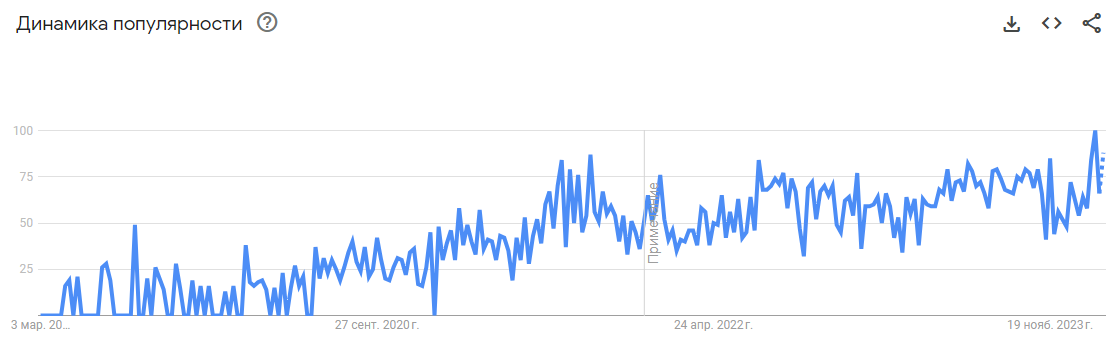 Динамика популярности
100
75
50
25
Примечание
3 мар. 20...
27 сент. 2020 г.
24 апр. 2022 г.
19 нояб. 2023 г.